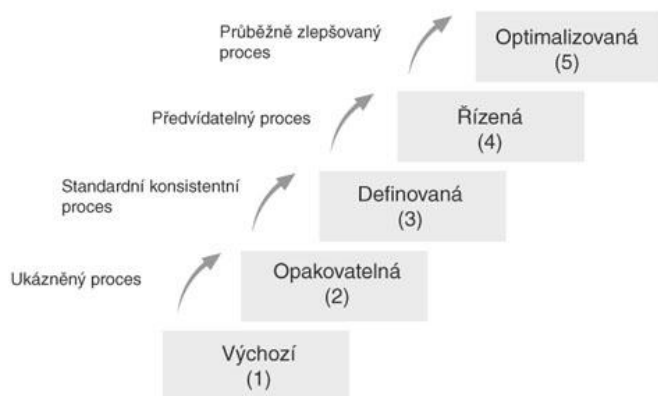 Průběžně zlepšovaný
proces
Optimalizovaná
(5)
Předvídatelný proces
Řízená
(4)
Standardní konsistentní
proces
Definovaná
(3)
Ukázněný proces
Opakovatelná
(2)
Výchozí
(1)